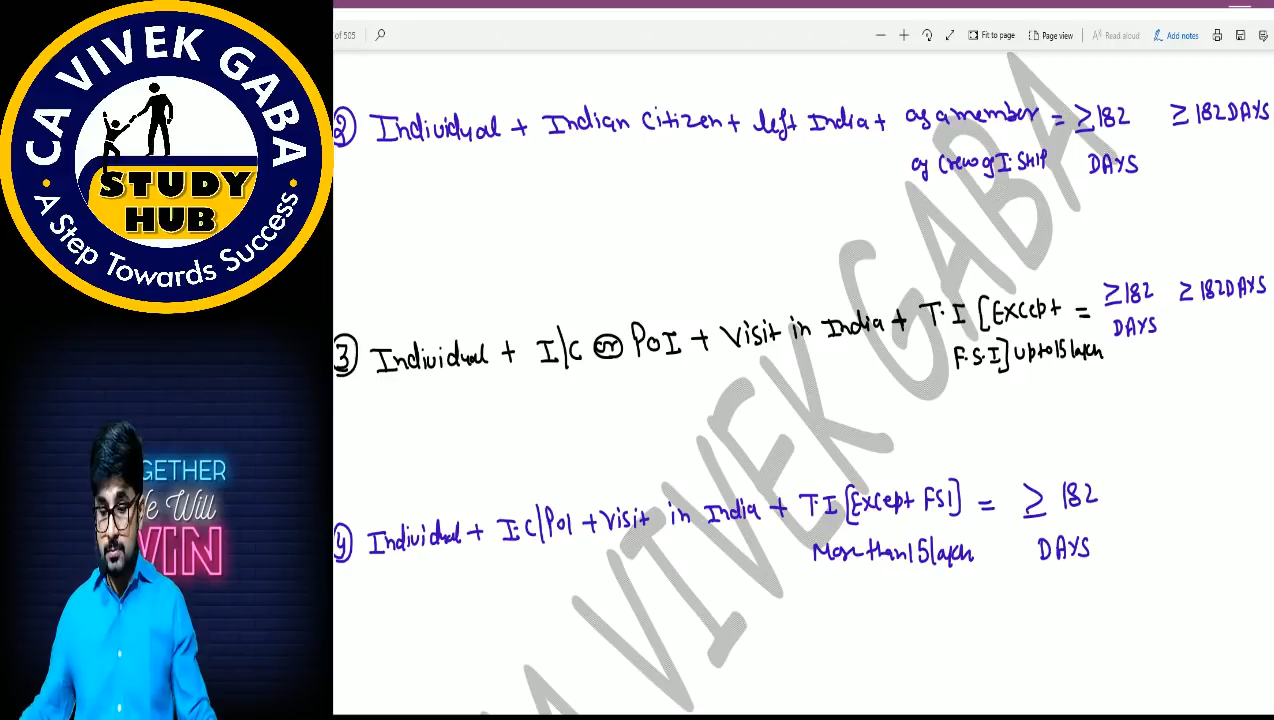 CA VIVEK GABA
STUDY
HUB
A Step Towards Success
TOGETHER
We Will
WIN
of 505
Fit to page
Page view
Read aloud
Add notes
② Individual + Indian Citizen + left India + as a member = ≥182 ≥182 DAYS
of crew of I. SHIP DAYS
③ Individual + I/C or POI + Visit in India + T.I [Except = ≥182 ≥182 DAYS
F.S.I] upto 15 lakh DAYS
④ Individual + I.C/POI + Visit in India + T.I [Except FSI] = ≥ 182
More than 15 lakh DAYS
CA VIVEK GABA